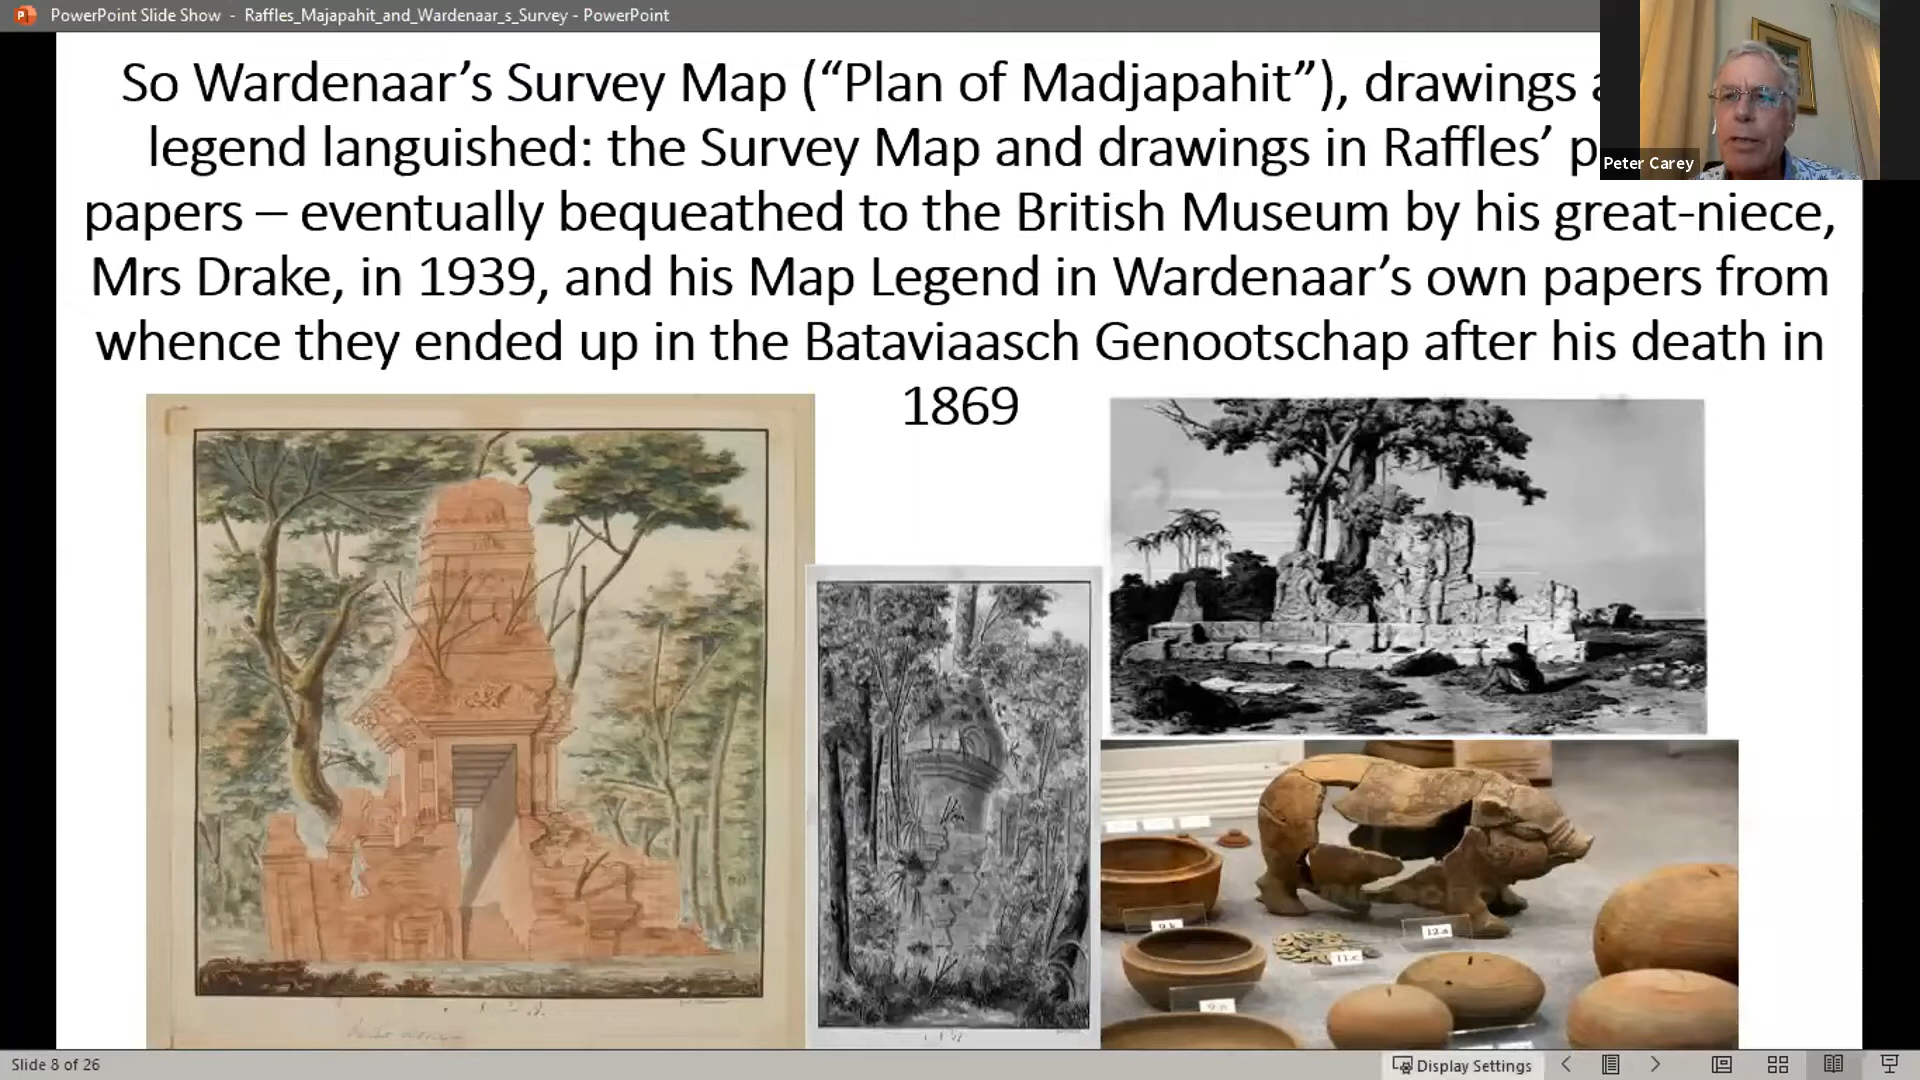 PowerPoint Slide Show - Raffles_Majapahit_and_Wardenaar_s_Survey - PowerPoint
So Wardenaar’s Survey Map (“Plan of Madjapahit”), drawings
legend languished: the Survey Map and drawings in Raffles’
Peter Carey
papers – eventually bequeathed to the British Museum by his great-niece,
Mrs Drake, in 1939, and his Map Legend in Wardenaar’s own papers from
whence they ended up in the Bataviaasch Genootschap after his death in
1869
12.a
11.c
Slide 8 of 26
Display Settings